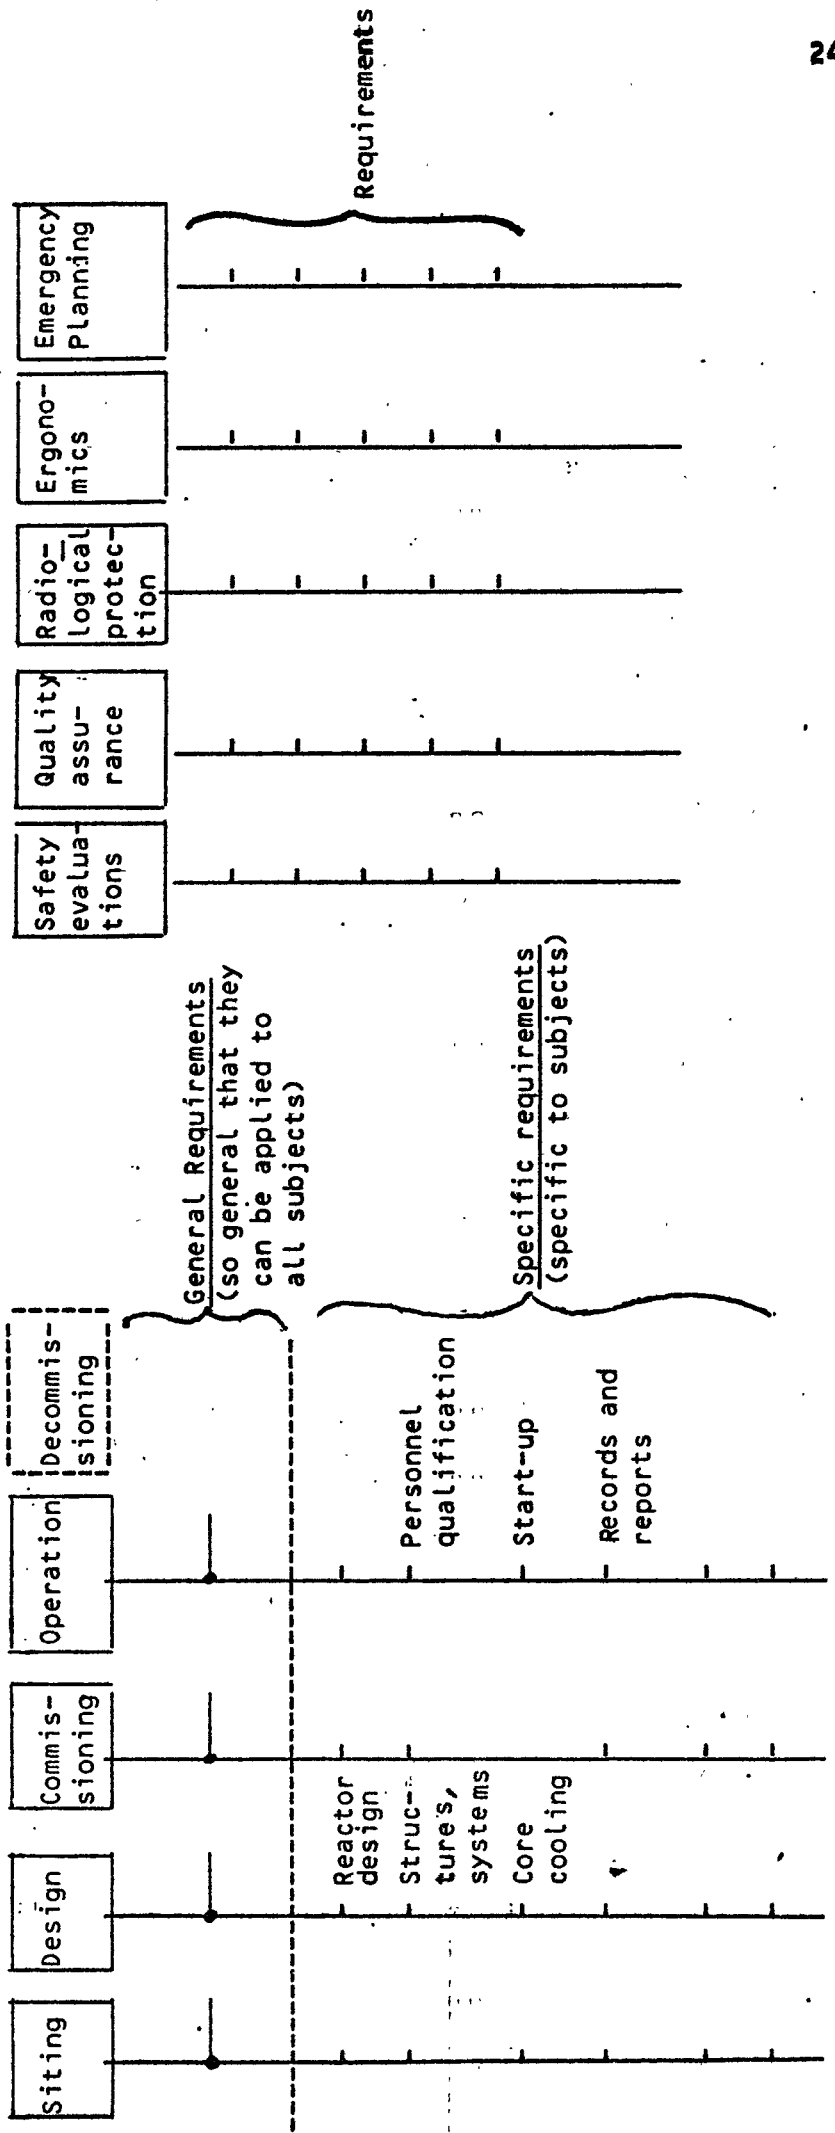 24
Siting
Design
Commis-
sioning
Operation
Decommis-
sioning
General Requirements
(so general that they
can be applied to
all subjects)
Reactor
design
Struc-
tures,
systems
Core
cooling
Personnel
qualification
Start-up
Records and
reports
Specific requirements
(specific to subjects)
Safety
evalua-
tions
Quality
assu-
rance
Radio-
logical
protec-
tion
Ergono-
mics
Emergency
Planning
Requirements